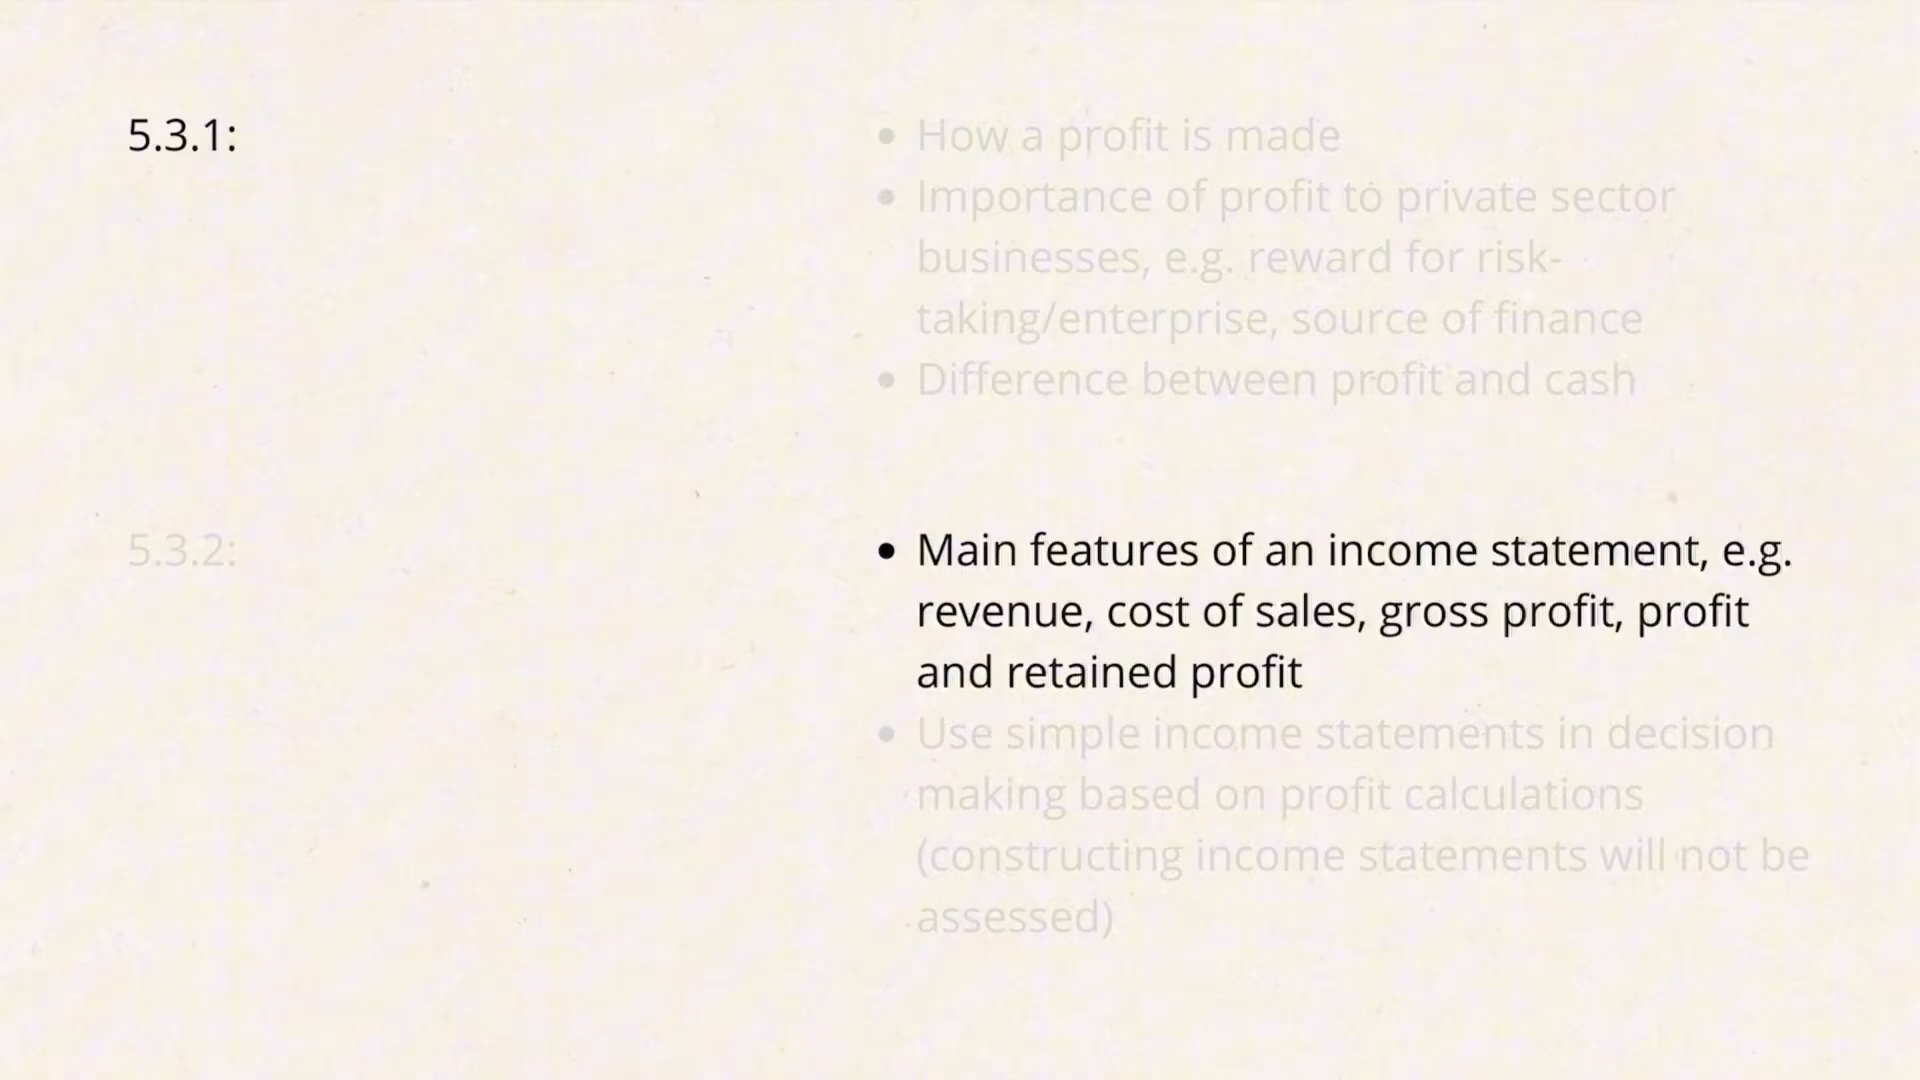 5.3.1:
• How a profit is made
• Importance of profit to private sector
businesses, e.g. reward for risk-
taking/enterprise, source of finance
• Difference between profit and cash
5.3.2:
• Main features of an income statement, e.g.
revenue, cost of sales, gross profit, profit
and retained profit
• Use simple income statements in decision
making based on profit calculations
(constructing income statements will not be
assessed)